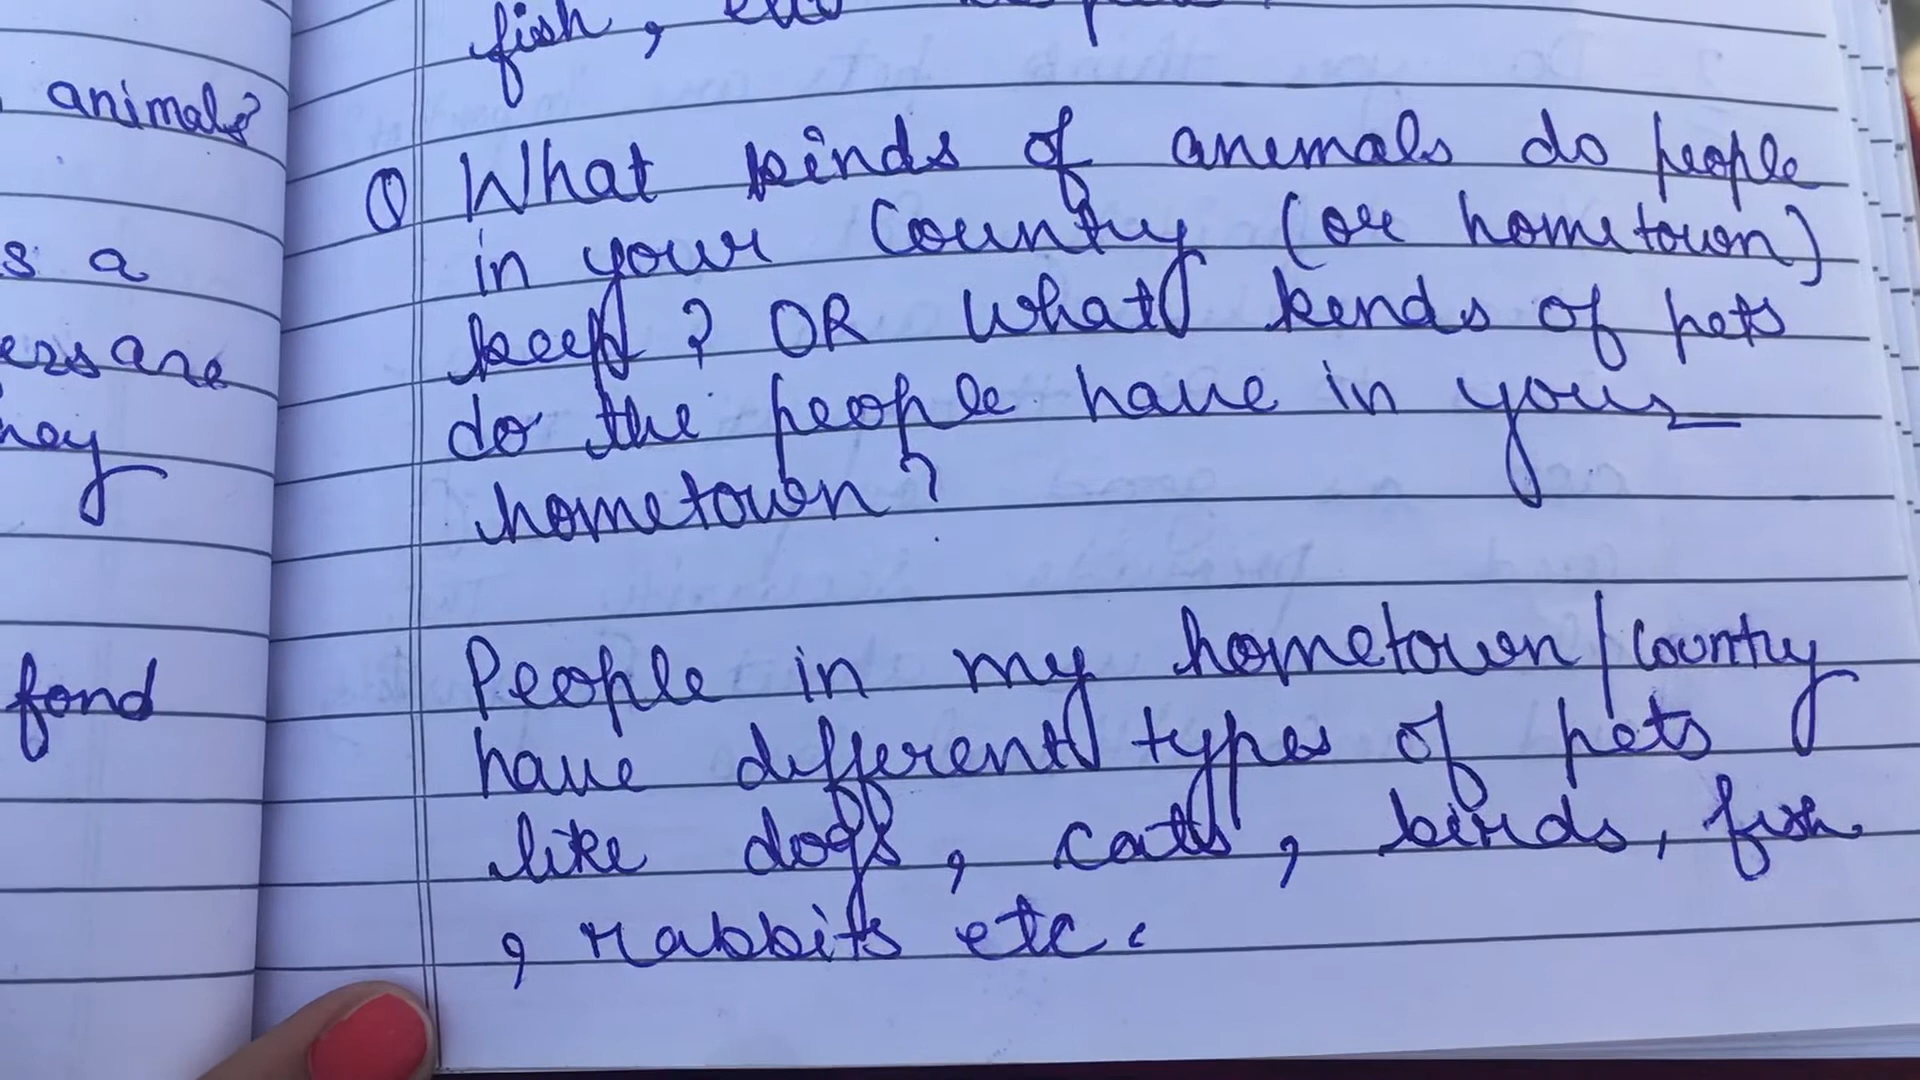 animals?
s a
are
fond
fish, etc
Q What kinds of animals do people
in your country (or hometown)
keep? OR What kinds of pets
do the people have in your
hometown?
People in my hometown/country
have different types of pets
like dogs, cats, birds, fish
, rabbits etc.